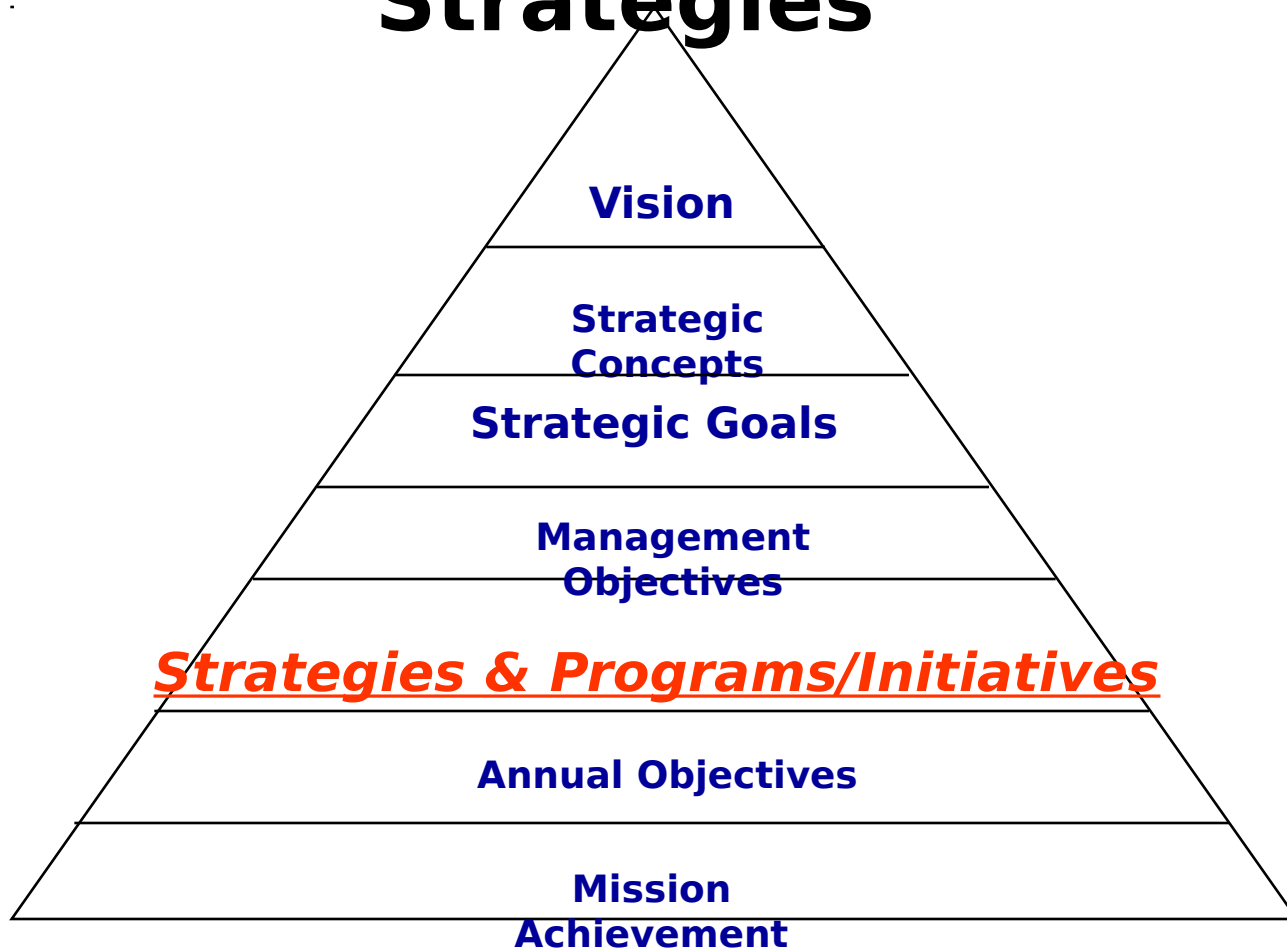 Strategies
Vision
Strategic
Concepts
Strategic Goals
Management
Objectives
Strategies & Programs/Initiatives
Annual Objectives
Mission
Achievement